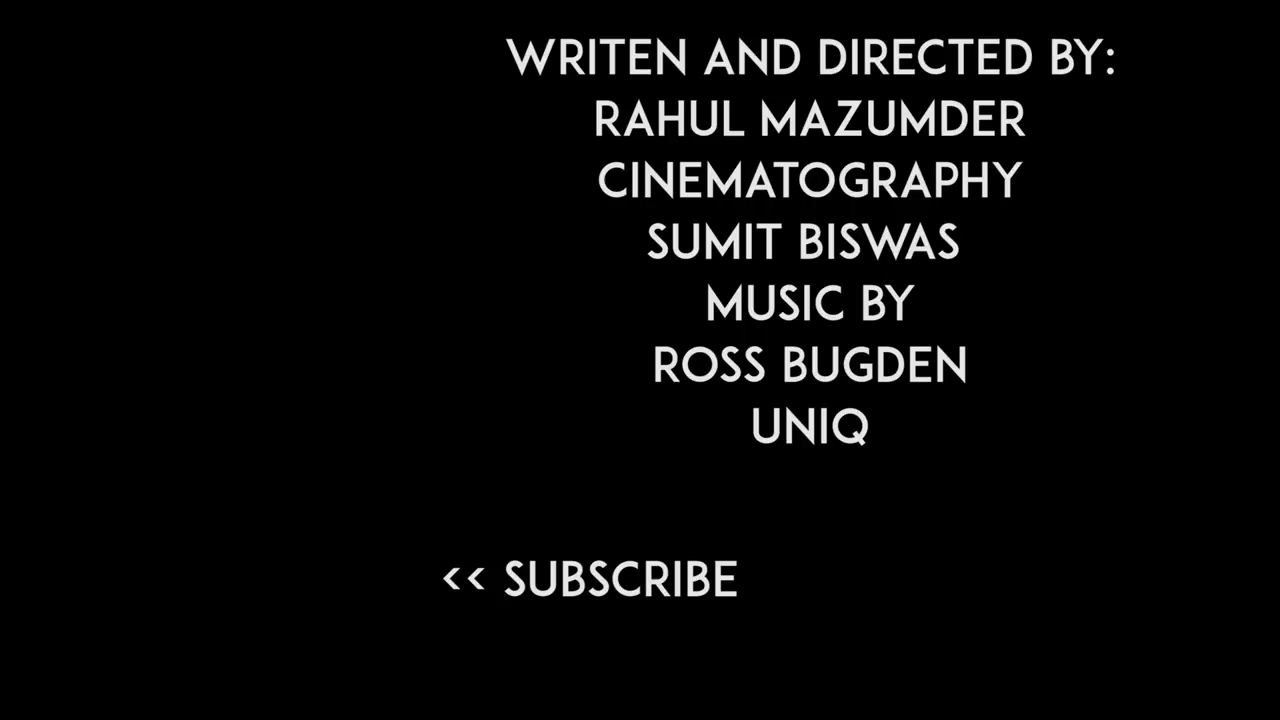 WRITEN AND DIRECTED BY:
RAHUL MAZUMDER
CINEMATOGRAPHY
SUMIT BISWAS
MUSIC BY
ROSS BUGDEN
UNIQ
<< SUBSCRIBE